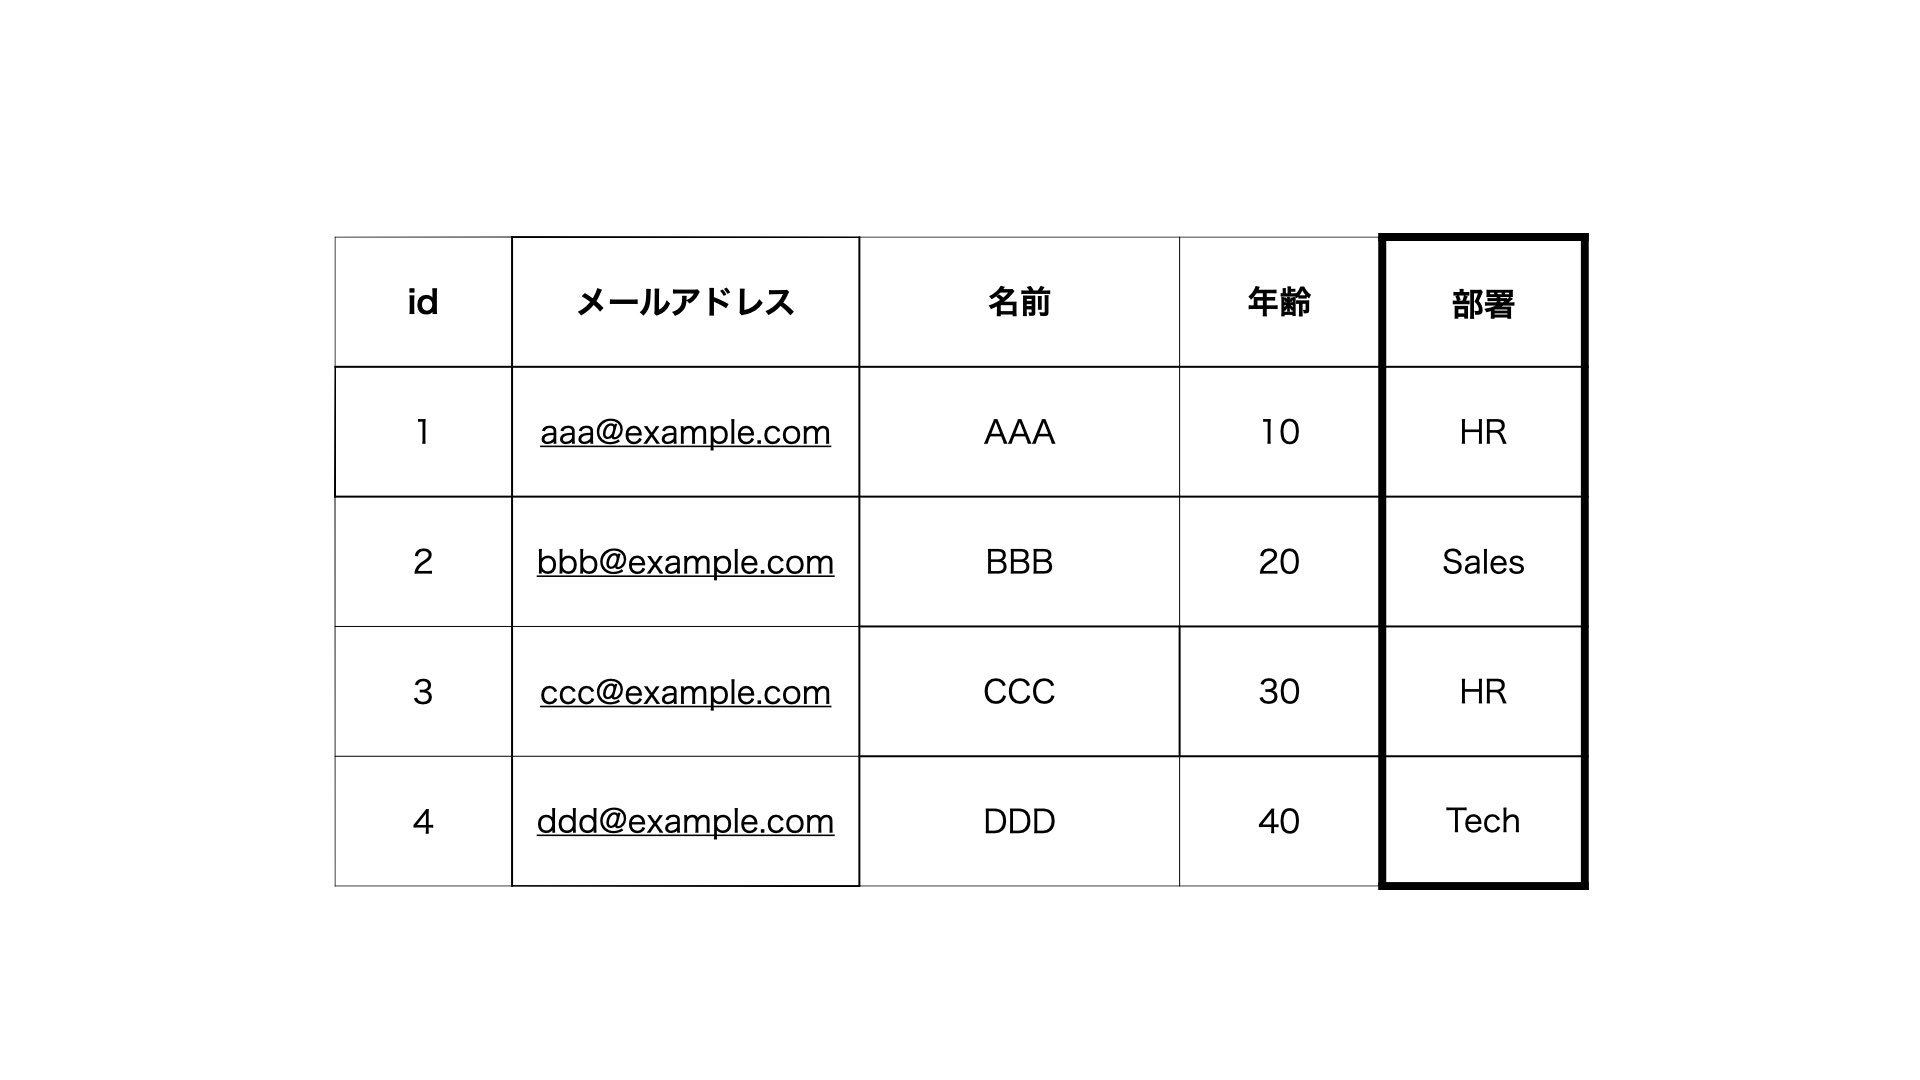 id メールアドレス 名前 年齢 部署
1 aaa@example.com AAA 10 HR
2 bbb@example.com BBB 20 Sales
3 ccc@example.com CCC 30 HR
4 ddd@example.com DDD 40 Tech